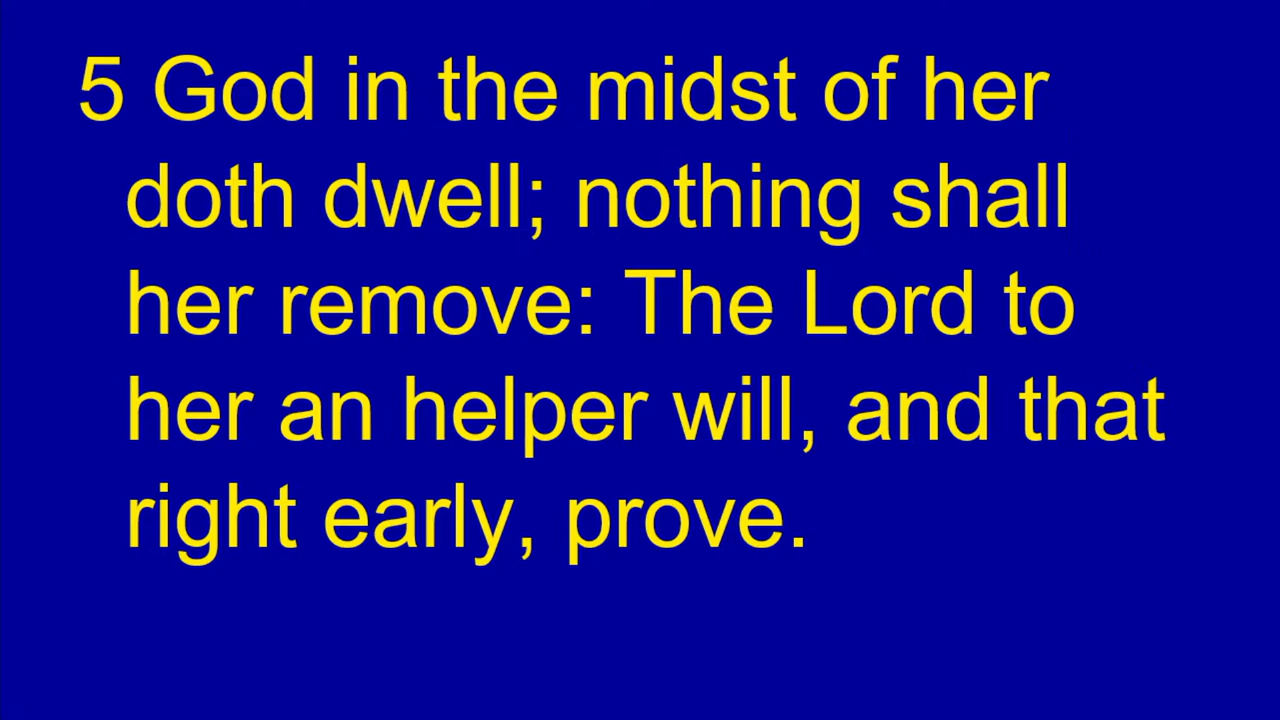 5 God in the midst of her
doth dwell; nothing shall
her remove: The Lord to
her an helper will, and that
right early, prove.